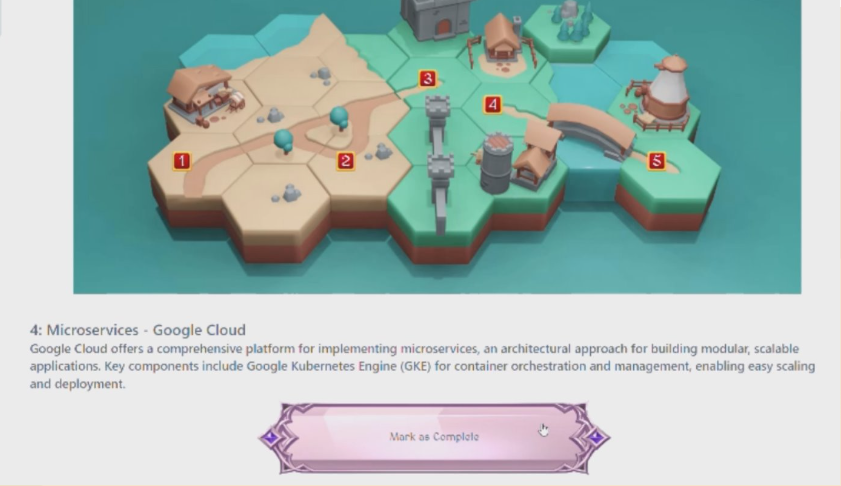 3
4
1
2
5
4: Microservices - Google Cloud
Google Cloud offers a comprehensive platform for implementing microservices, an architectural approach for building modular, scalable
applications. Key components include Google Kubernetes Engine (GKE) for container orchestration and management, enabling easy scaling
and deployment.
Mark as Complete